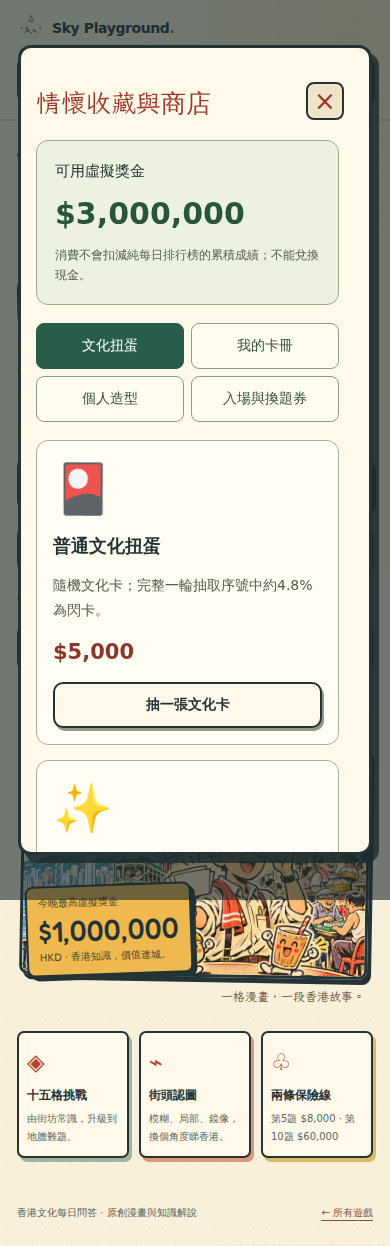 Sky Playground.
情懷收藏與商店
可用虛擬獎金
$3,000,000
消費不會扣減純每日排行榜的累積成績；不能兌換
現金。
文化扭蛋
我的卡冊
個人造型
入場與換題券
普通文化扭蛋
隨機文化卡；完整一輪抽取序號中約4.8%
為閃卡。
$5,000
抽一張文化卡
今晚最高虛擬獎金
$1,000,000
HKD · 香港知識，價值連城。
一格漫畫，一段香港故事。
十五格挑戰
由街坊常識，升級到
地膽難題。
街頭認圖
模糊、局部、鏡像，
換個角度睇香港。
兩條保險線
第5題 $8,000 · 第
10題 $60,000
香港文化每日問答 · 原創漫畫與知識解說
← 所有遊戲